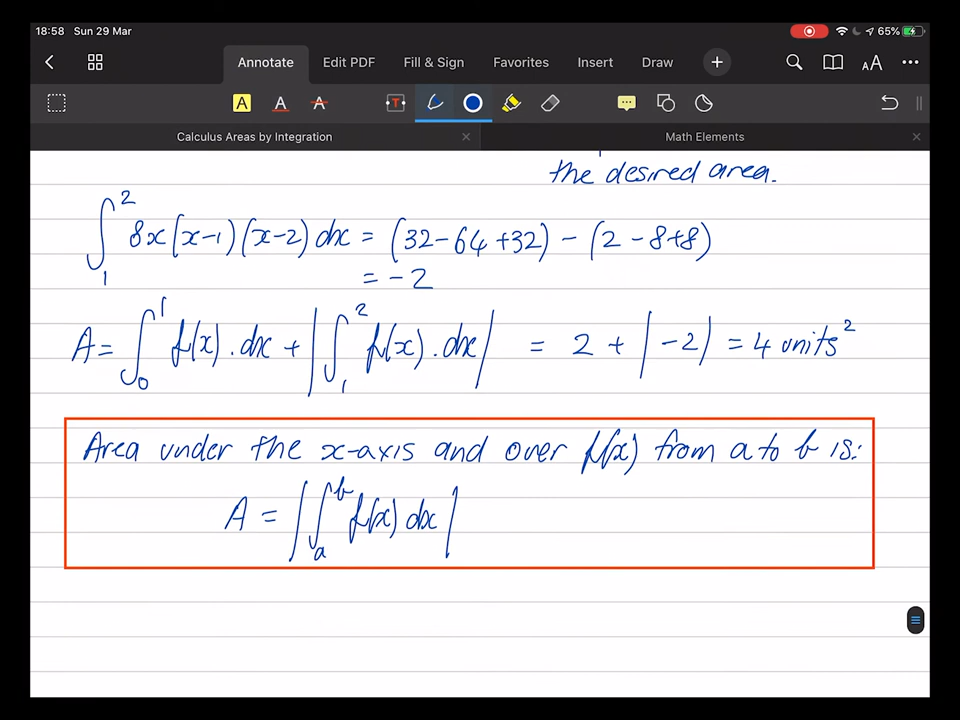 18:58 Sun 29 Mar 65%
Annotate Edit PDF Fill & Sign Favorites Insert Draw
Calculus Areas by Integration Math Elements
the desired area.
∫₁² 8x(x-1)(x-2) dx = (32-64+32) - (2-8+8)
= -2
A = ∫₀¹ f(x).dx + |∫₁² f(x).dx| = 2 + |-2| = 4 units²
Area under the x-axis and over f(x) from a to b is:
A = |∫ₐᵇ f(x) dx|